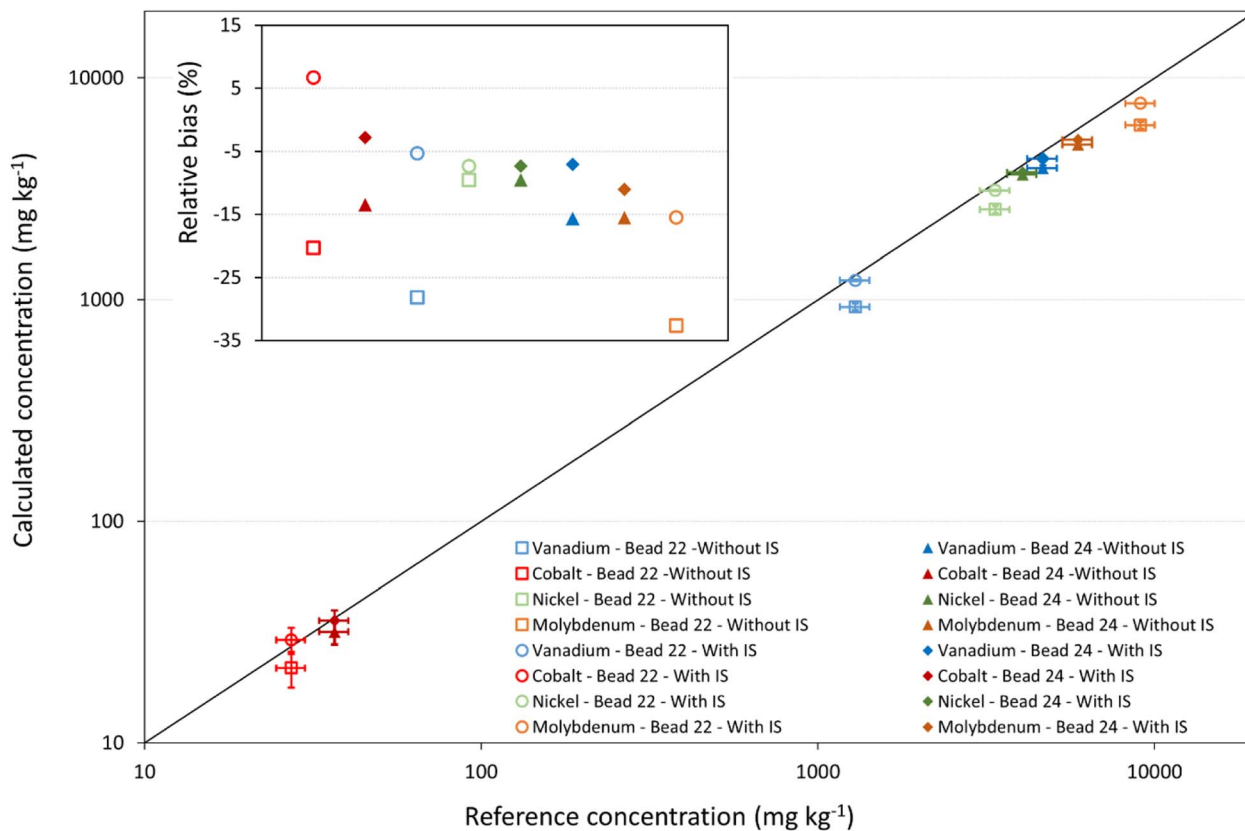 15
5
-5
-15
-25
-35
Relative bias (%)
10000
1000
100
10
Calculated concentration (mg kg-1)
Vanadium - Bead 22 -Without IS
Cobalt - Bead 22 -Without IS
Nickel - Bead 22 - Without IS
Molybdenum - Bead 22 - Without IS
Vanadium - Bead 22 - With IS
Cobalt - Bead 22 - With IS
Nickel - Bead 22 - With IS
Molybdenum - Bead 22 - With IS
Vanadium - Bead 24 -Without IS
Cobalt - Bead 24 -Without IS
Nickel - Bead 24 - Without IS
Molybdenum - Bead 24 - Without IS
Vanadium - Bead 24 - With IS
Cobalt - Bead 24 - With IS
Nickel - Bead 24 - With IS
Molybdenum - Bead 24 - With IS
10
100
1000
10000
Reference concentration (mg kg-1)